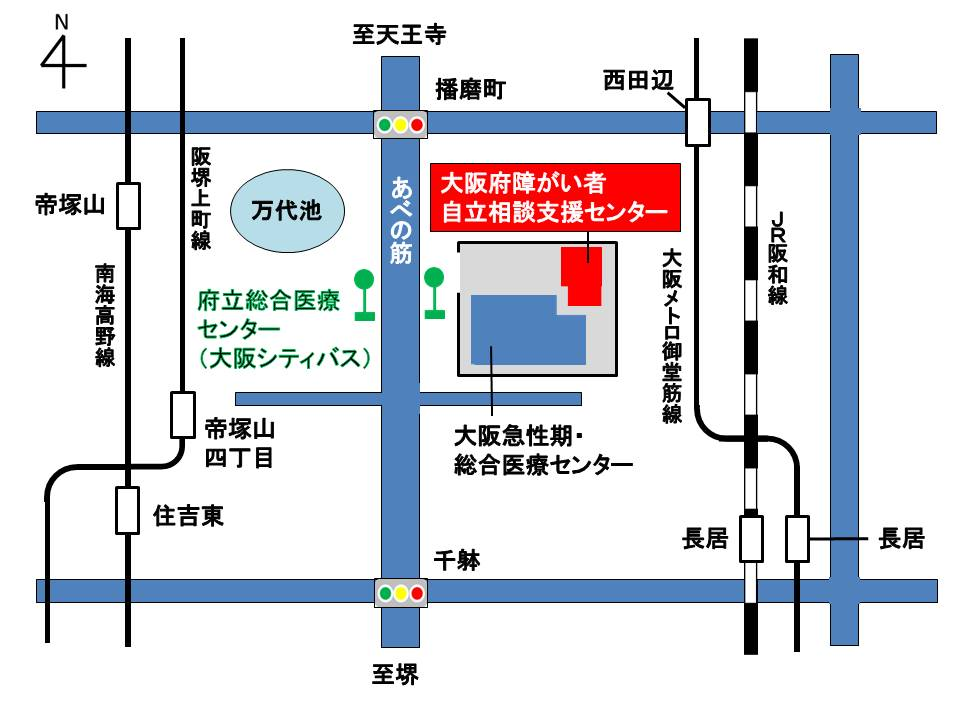 N
至天王寺
播磨町
西田辺
阪堺上町線
帝塚山
万代池
あべの筋
大阪府障がい者
自立相談支援センター
JR阪和線
南海高野線
大阪メトロ御堂筋線
府立総合医療
センター
（大阪シティバス）
帝塚山
四丁目
大阪急性期・
総合医療センター
住吉東
長居
長居
千躰
至堺